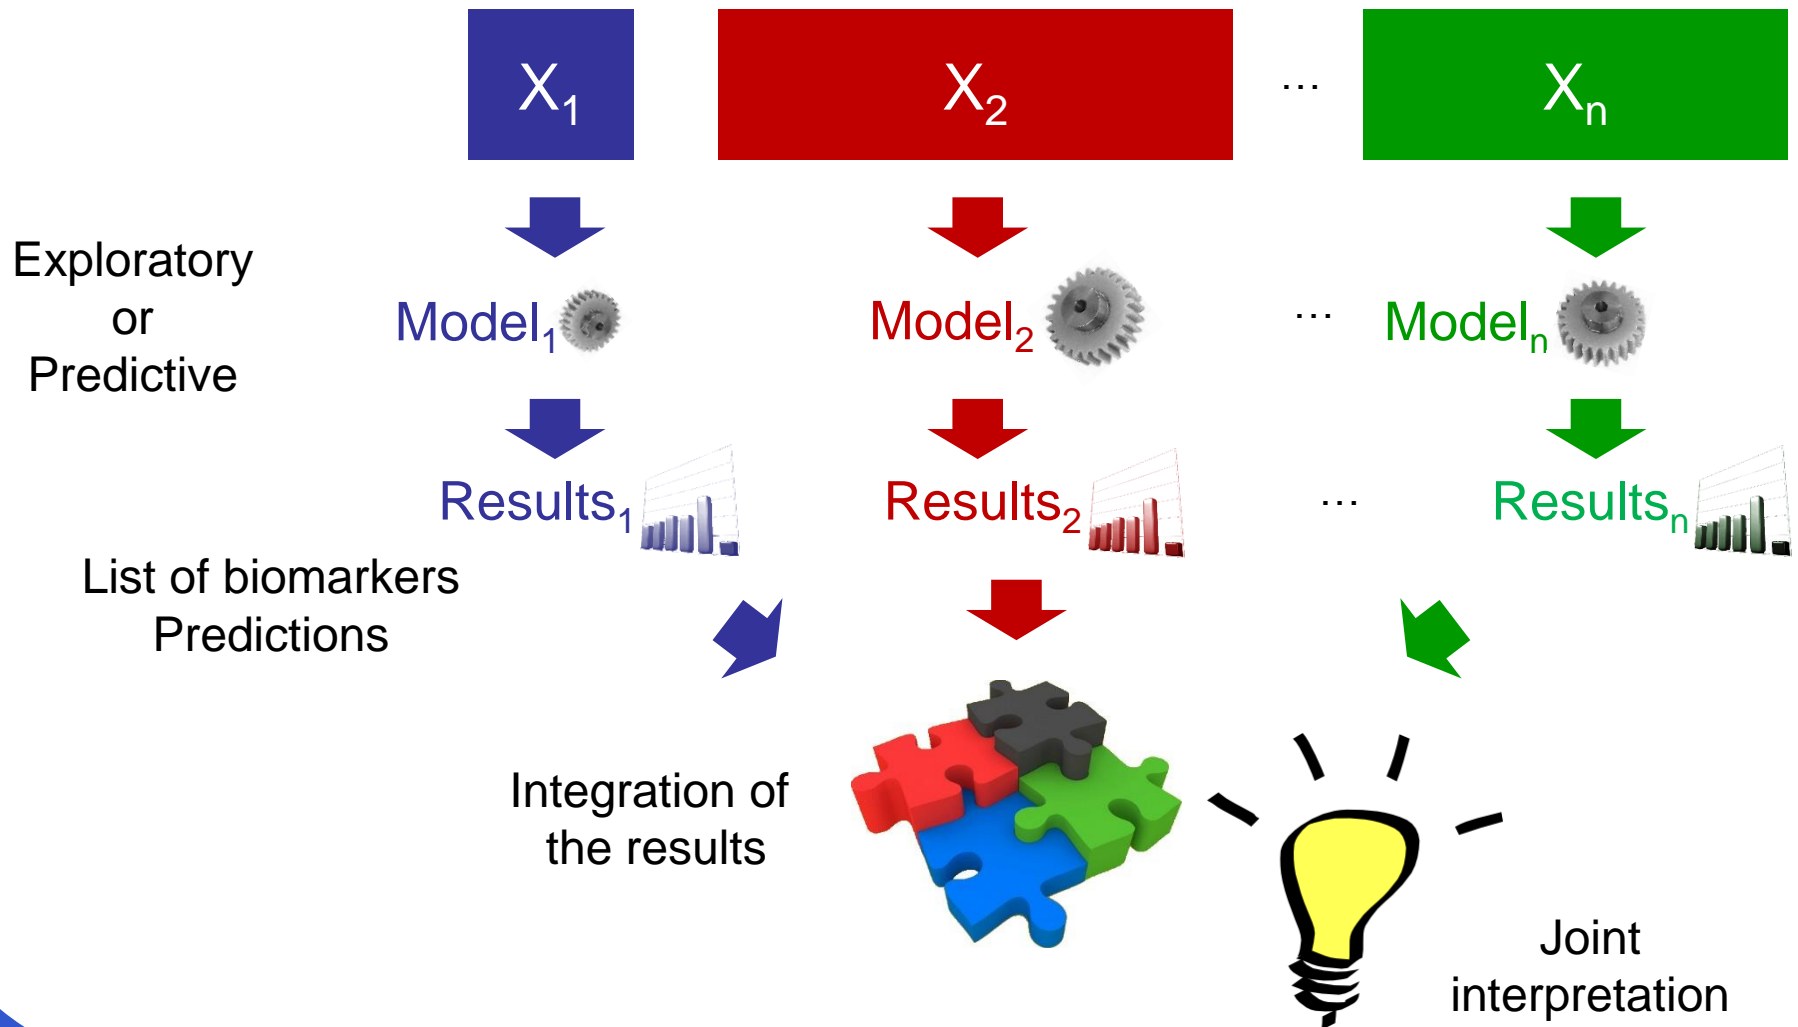 X₁ X₂ ... Xₙ
Exploratory
or
Predictive
Model₁ Model₂ ... Modelₙ
Results₁ Results₂ ... Resultsₙ
List of biomarkers
Predictions
Integration of
the results
Joint
interpretation